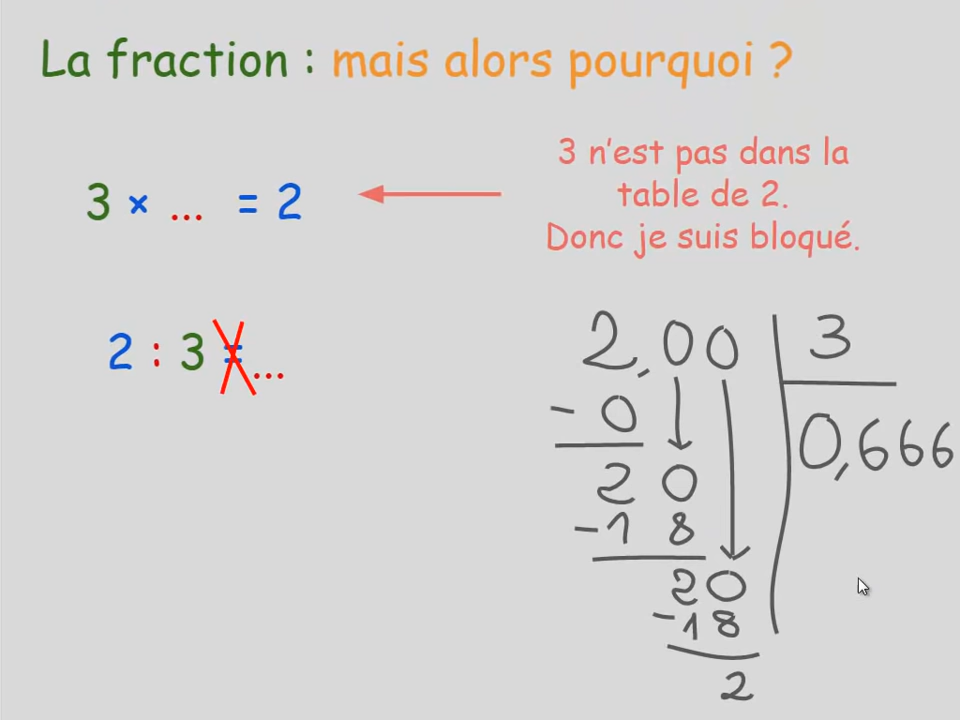 La fraction : mais alors pourquoi ?
3 × ... = 2
3 n'est pas dans la
table de 2.
Donc je suis bloqué.
2 : 3 = ...
2,00 3
- 0 0,666
20
- 18
20
- 18
2